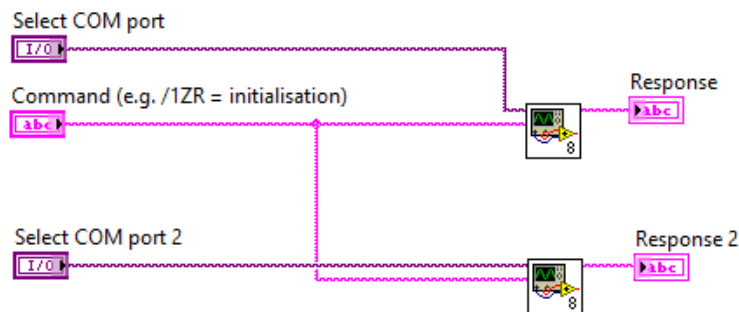 Select COM port
I/O
Command (e.g. /1ZR = initialisation)
abc
Response
abc
8
Select COM port 2
I/O
Response 2
abc
8